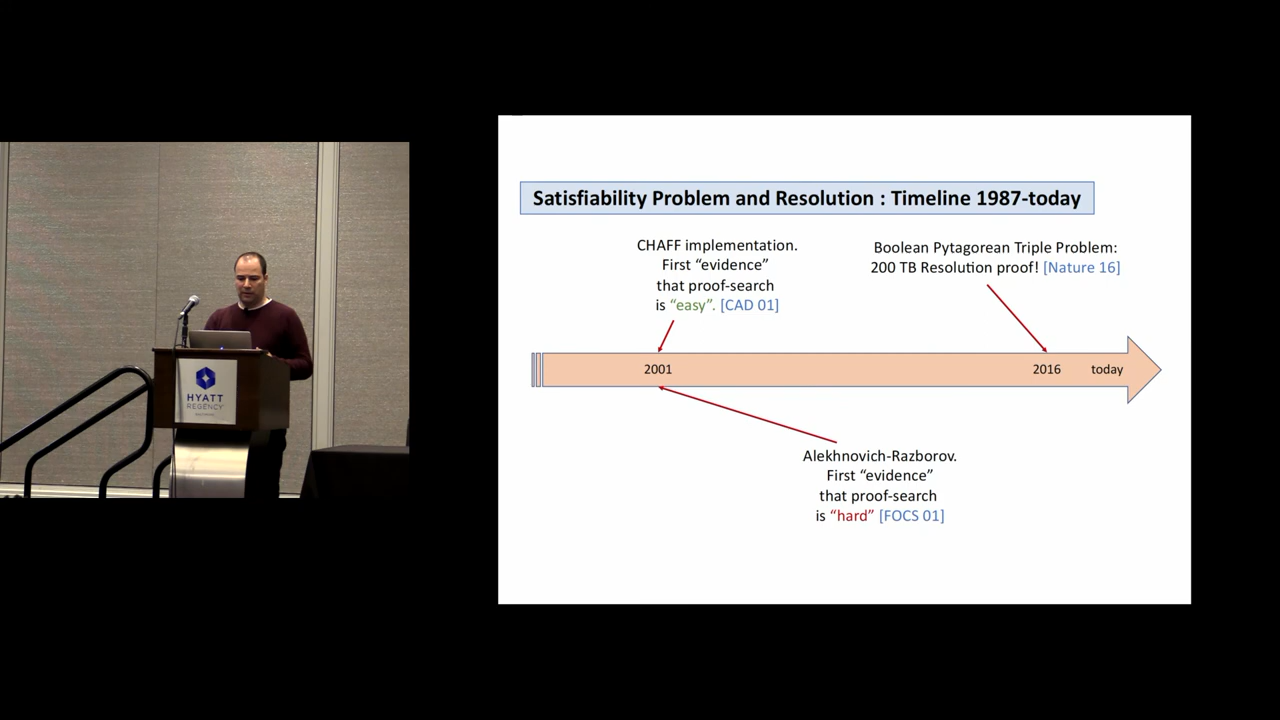 Satisfiability Problem and Resolution : Timeline 1987-today
CHAFF implementation.
First “evidence”
that proof-search
is “easy”. [CAD 01]
Boolean Pytagorean Triple Problem:
200 TB Resolution proof! [Nature 16]
2001
2016
today
Alekhnovich-Razborov.
First “evidence”
that proof-search
is “hard” [FOCS 01]
HYATT
REGENCY